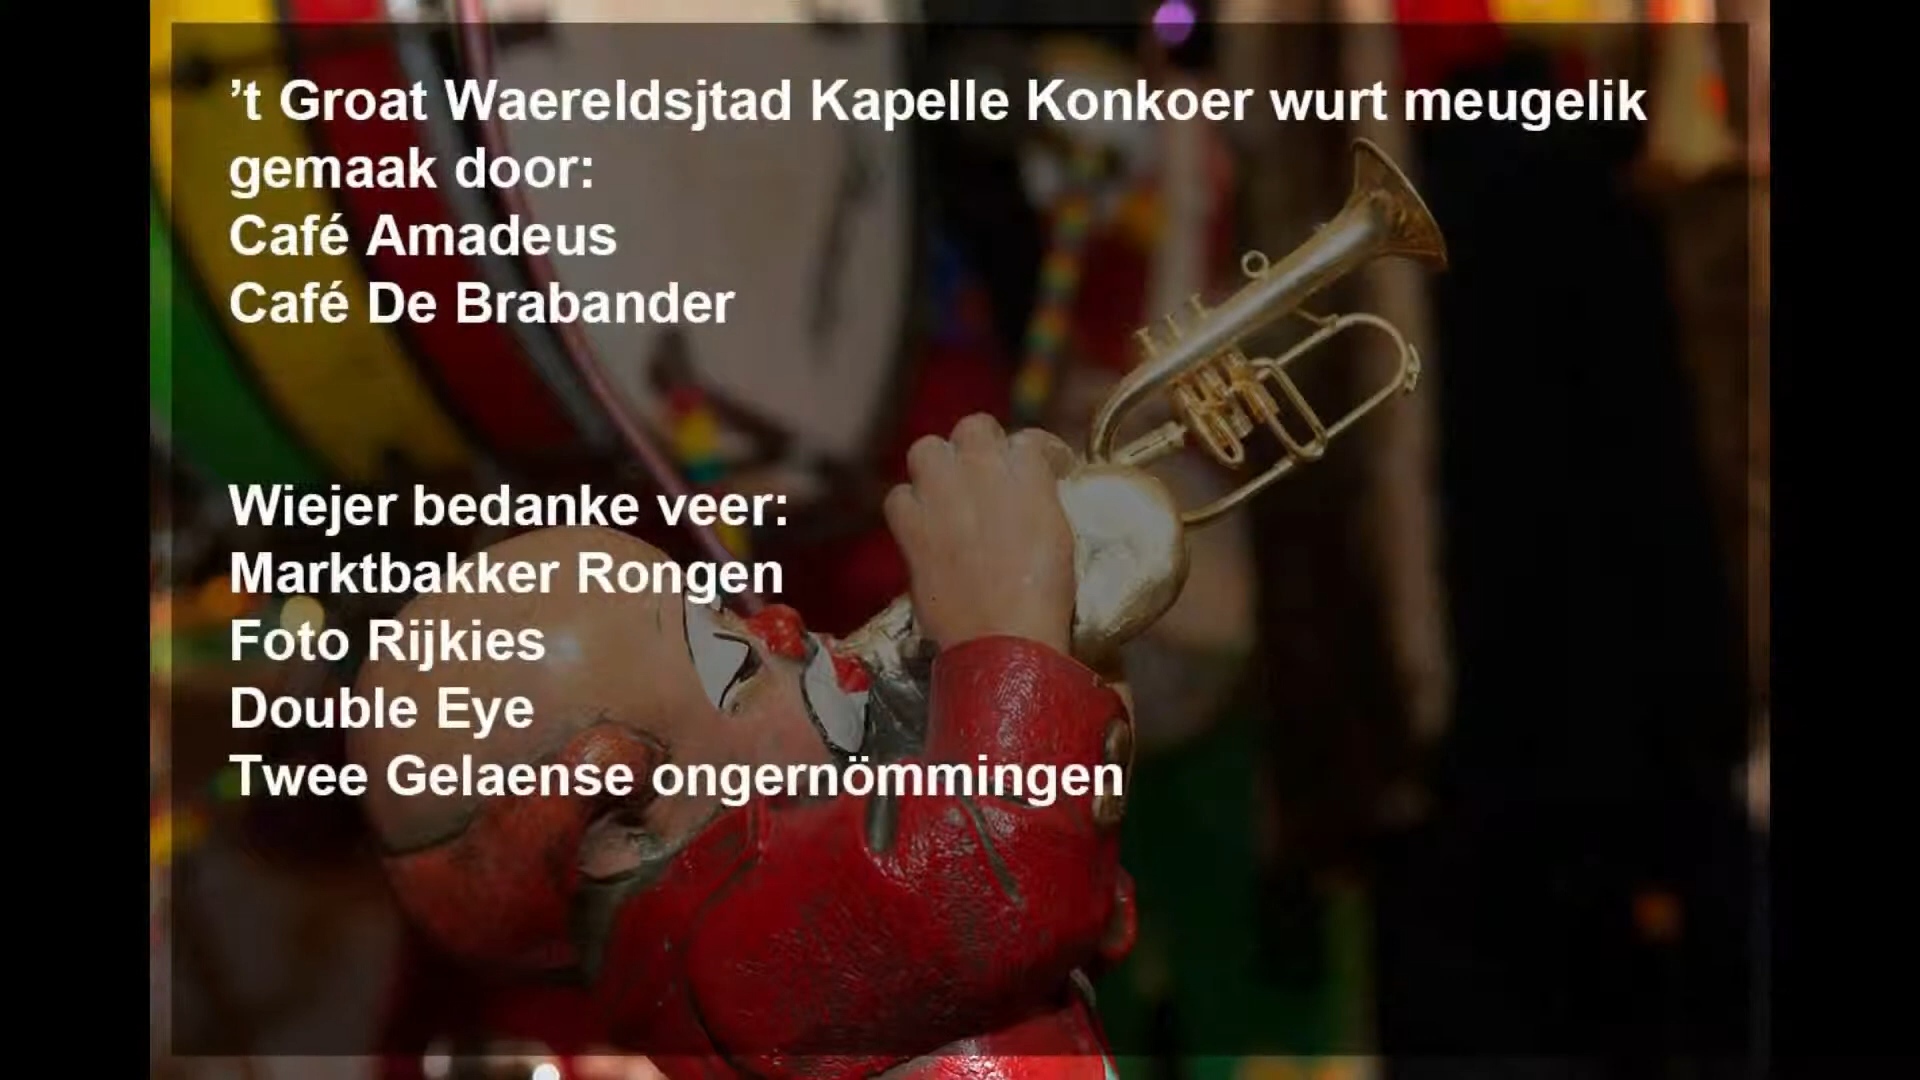 ’t Groat Waereldsjtad Kapelle Konkoer wurt meugelik
gemaak door:
Café Amadeus
Café De Brabander
Wiejer bedanke veer:
Marktbakker Rongen
Foto Rijkies
Double Eye
Twee Gelaense ongernömmingen